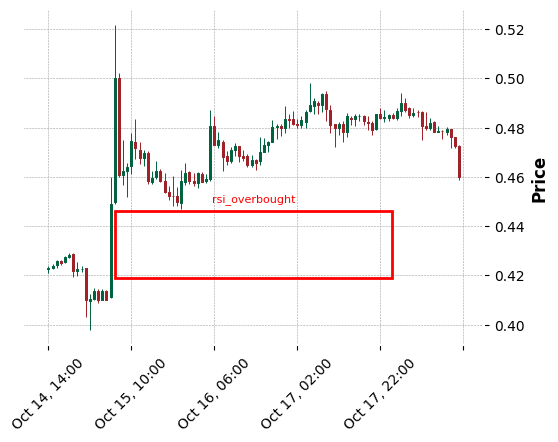 0.52
0.50
0.48
0.46
0.44
0.42
0.40
Price
rsi_overbought
Oct 14, 14:00
Oct 15, 10:00
Oct 16, 06:00
Oct 17, 02:00
Oct 17, 22:00